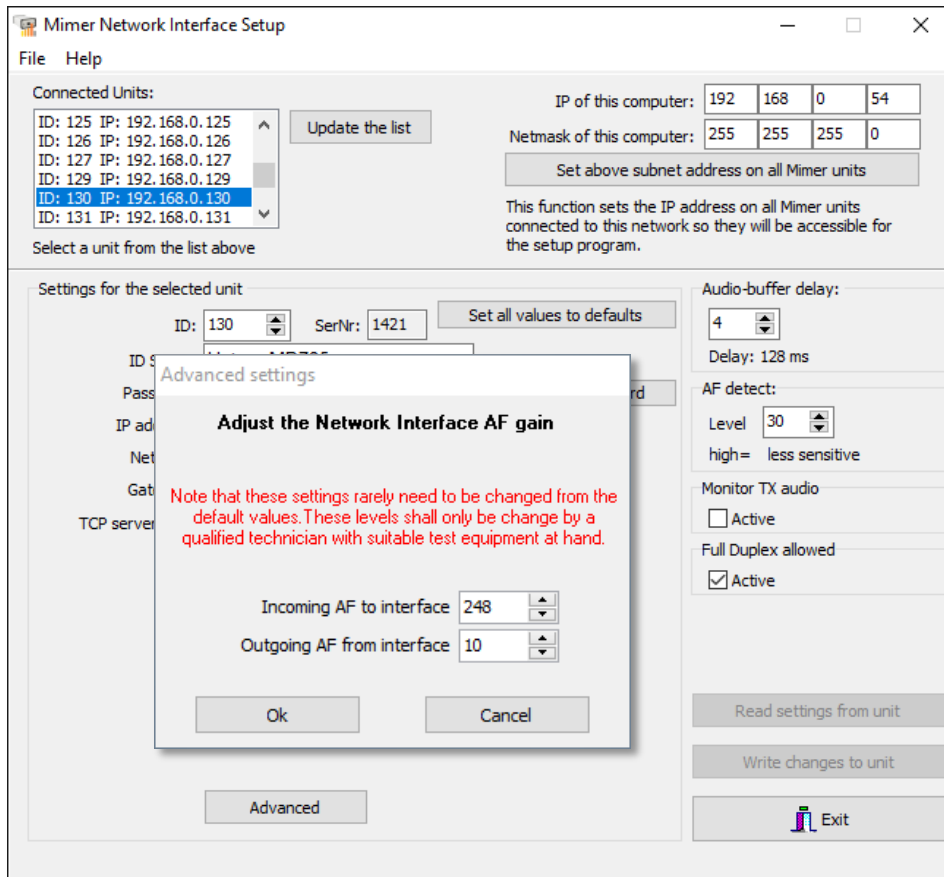 Mimer Network Interface Setup
File Help
Connected Units:
ID: 125 IP: 192.168.0.125
ID: 126 IP: 192.168.0.126
ID: 127 IP: 192.168.0.127
ID: 129 IP: 192.168.0.129
ID: 130 IP: 192.168.0.130
ID: 131 IP: 192.168.0.131
Select a unit from the list above
Update the list
IP of this computer: 192 168 0 54
Netmask of this computer: 255 255 255 0
Set above subnet address on all Mimer units
This function sets the IP address on all Mimer units
connected to this network so they will be accessible for
the setup program.
Settings for the selected unit
ID: 130 SerNr: 1421 Set all values to defaults
ID
Pass rd
IP ad
Net
Gat
TCP server
Advanced settings
Adjust the Network Interface AF gain
Note that these settings rarely need to be changed from the
default values.These levels shall only be change by a
qualified technician with suitable test equipment at hand.
Incoming AF to interface 248
Outgoing AF from interface 10
Ok Cancel
Advanced
Audio-buffer delay:
4
Delay: 128 ms
AF detect:
Level 30
high= less sensitive
Monitor TX audio
Active
Full Duplex allowed
Active
Read settings from unit
Write changes to unit
Exit